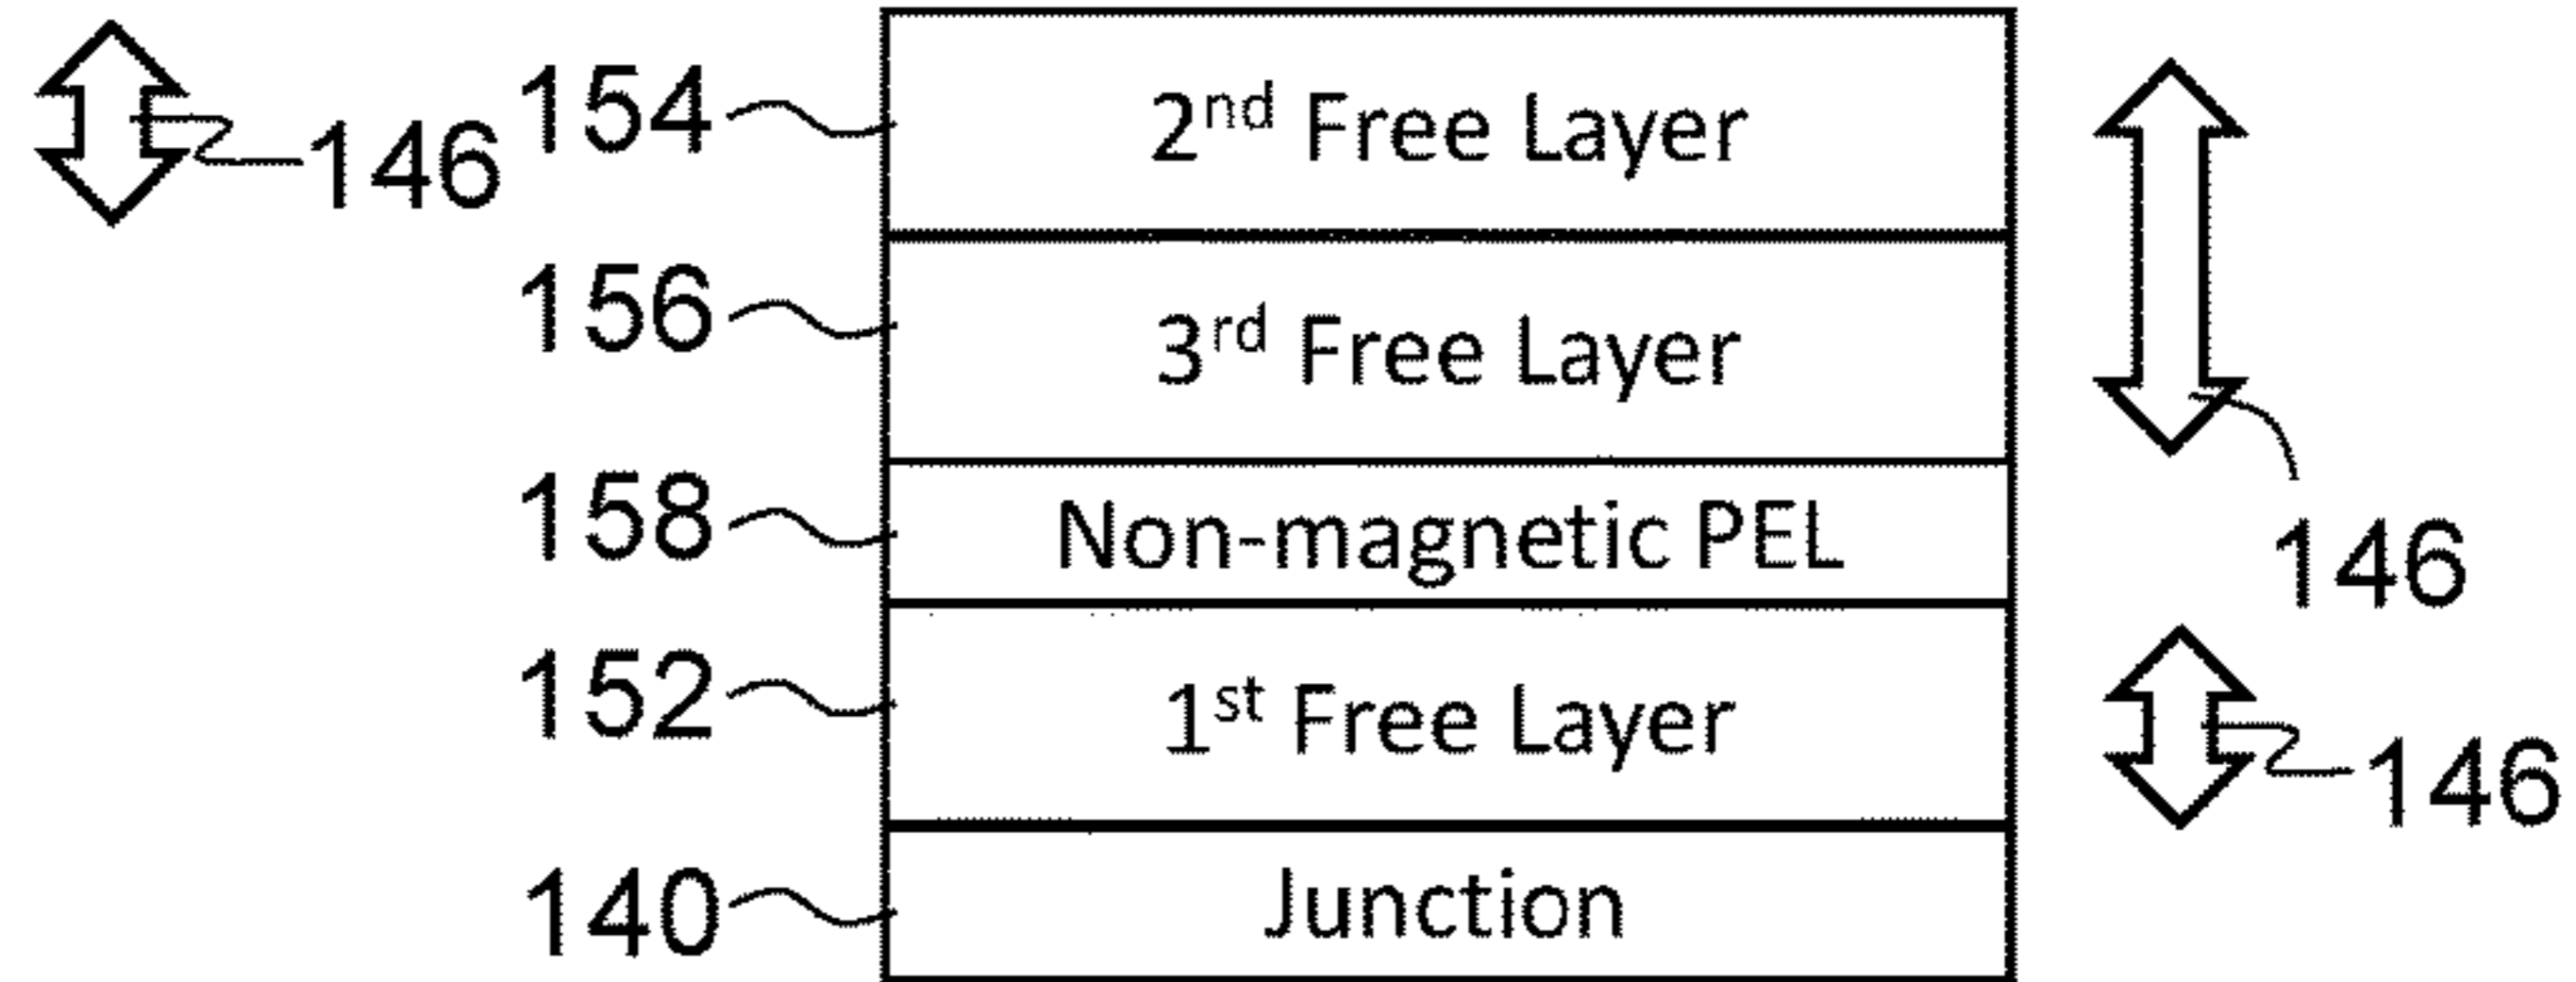 154 2nd Free Layer
146
156 3rd Free Layer
158 Non-magnetic PEL
146
152 1st Free Layer
146
140 Junction